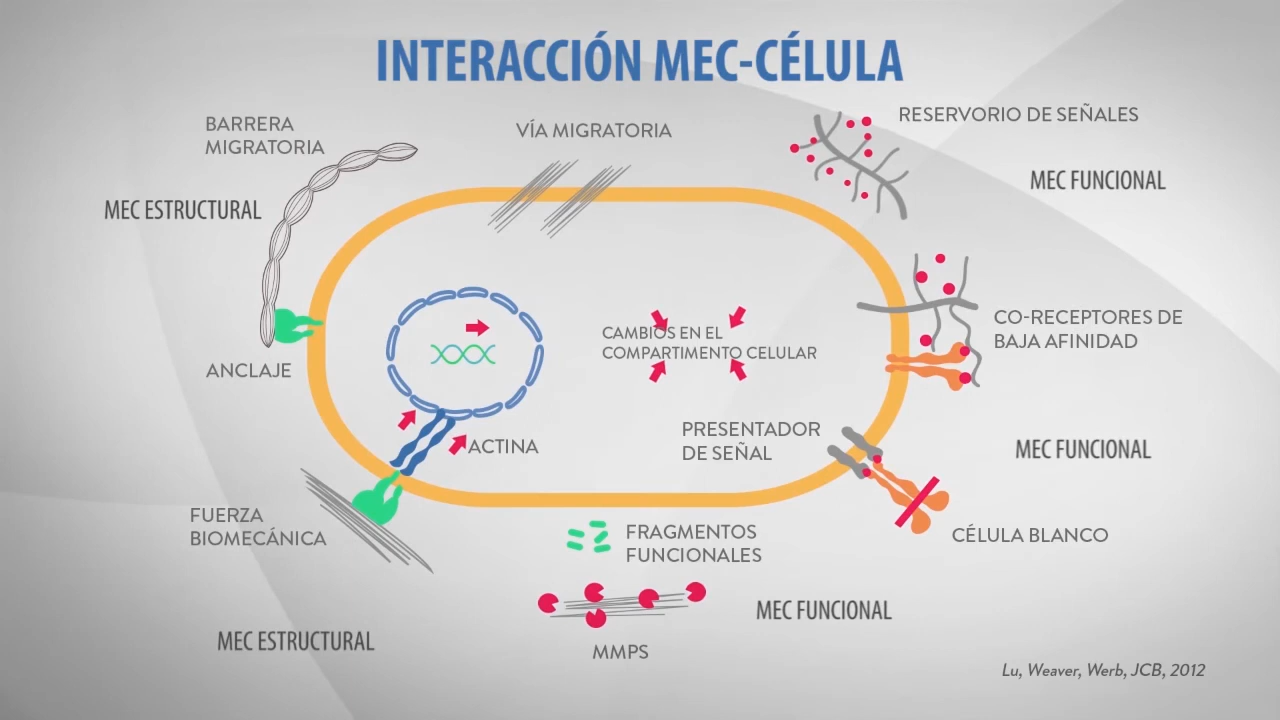 INTERACCIÓN MEC-CÉLULA
BARRERA
MIGRATORIA
VÍA MIGRATORIA
RESERVORIO DE SEÑALES
MEC ESTRUCTURAL
MEC FUNCIONAL
ANCLAJE
CAMBIOS EN EL
COMPARTIMENTO CELULAR
CO-RECEPTORES DE
BAJA AFINIDAD
ACTINA
PRESENTADOR
DE SEÑAL
MEC FUNCIONAL
FUERZA
BIOMECÁNICA
FRAGMENTOS
FUNCIONALES
CÉLULA BLANCO
MEC ESTRUCTURAL
MMPS
MEC FUNCIONAL
Lu, Weaver, Werb, JCB, 2012